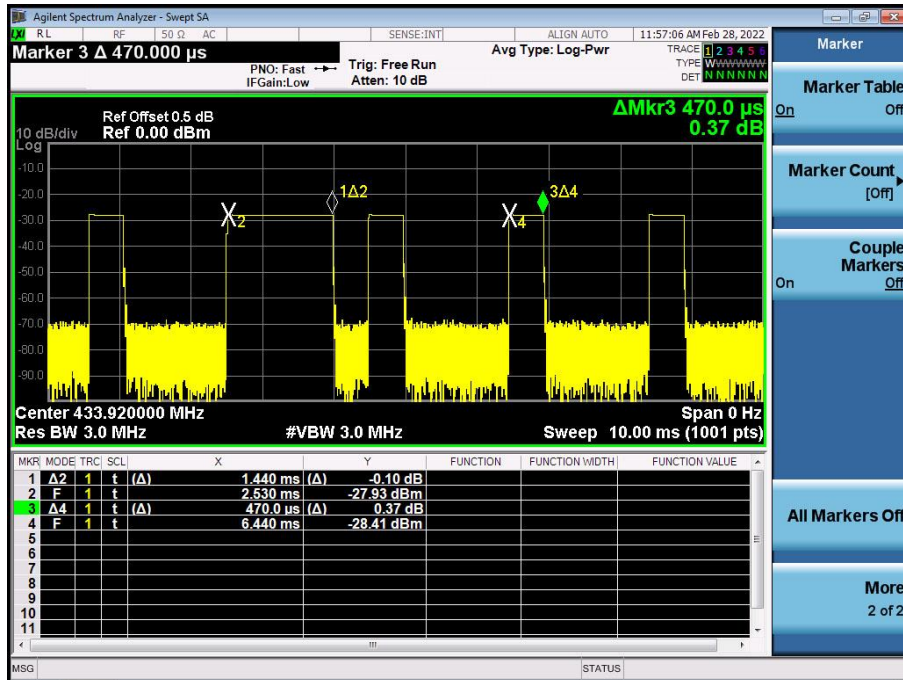 Agilent Spectrum Analyzer - Swept SA
LXI RL RF 50 Ω AC SENSE:INT ALIGN AUTO 11:57:06 AM Feb 28, 2022
Marker 3 Δ 470.000 μs
PNO: Fast
IFGain:Low
Trig: Free Run
Atten: 10 dB
Avg Type: Log-Pwr
TRACE 1 2 3 4 5 6
TYPE WWWWWW
DET N N N N N N
Ref Offset 0.5 dB
10 dB/div Ref 0.00 dBm
Log
ΔMkr3 470.0 μs
0.37 dB
-10.0
-20.0
-30.0
-40.0
-50.0
-60.0
-70.0
-80.0
-90.0
2
1Δ2
4
3Δ4
Center 433.920000 MHz Span 0 Hz
Res BW 3.0 MHz #VBW 3.0 MHz Sweep 10.00 ms (1001 pts)
MKR MODE TRC SCL X Y FUNCTION FUNCTION WIDTH FUNCTION VALUE
1 Δ2 1 t (Δ) 1.440 ms (Δ) -0.10 dB
2 F 1 t 2.530 ms -27.93 dBm
3 Δ4 1 t (Δ) 470.0 μs (Δ) 0.37 dB
4 F 1 t 6.440 ms -28.41 dBm
5
6
7
8
9
10
11
MSG STATUS
Marker
Marker Table
On Off
Marker Count
[Off]
Couple
Markers
On Off
All Markers Off
More
2 of 2